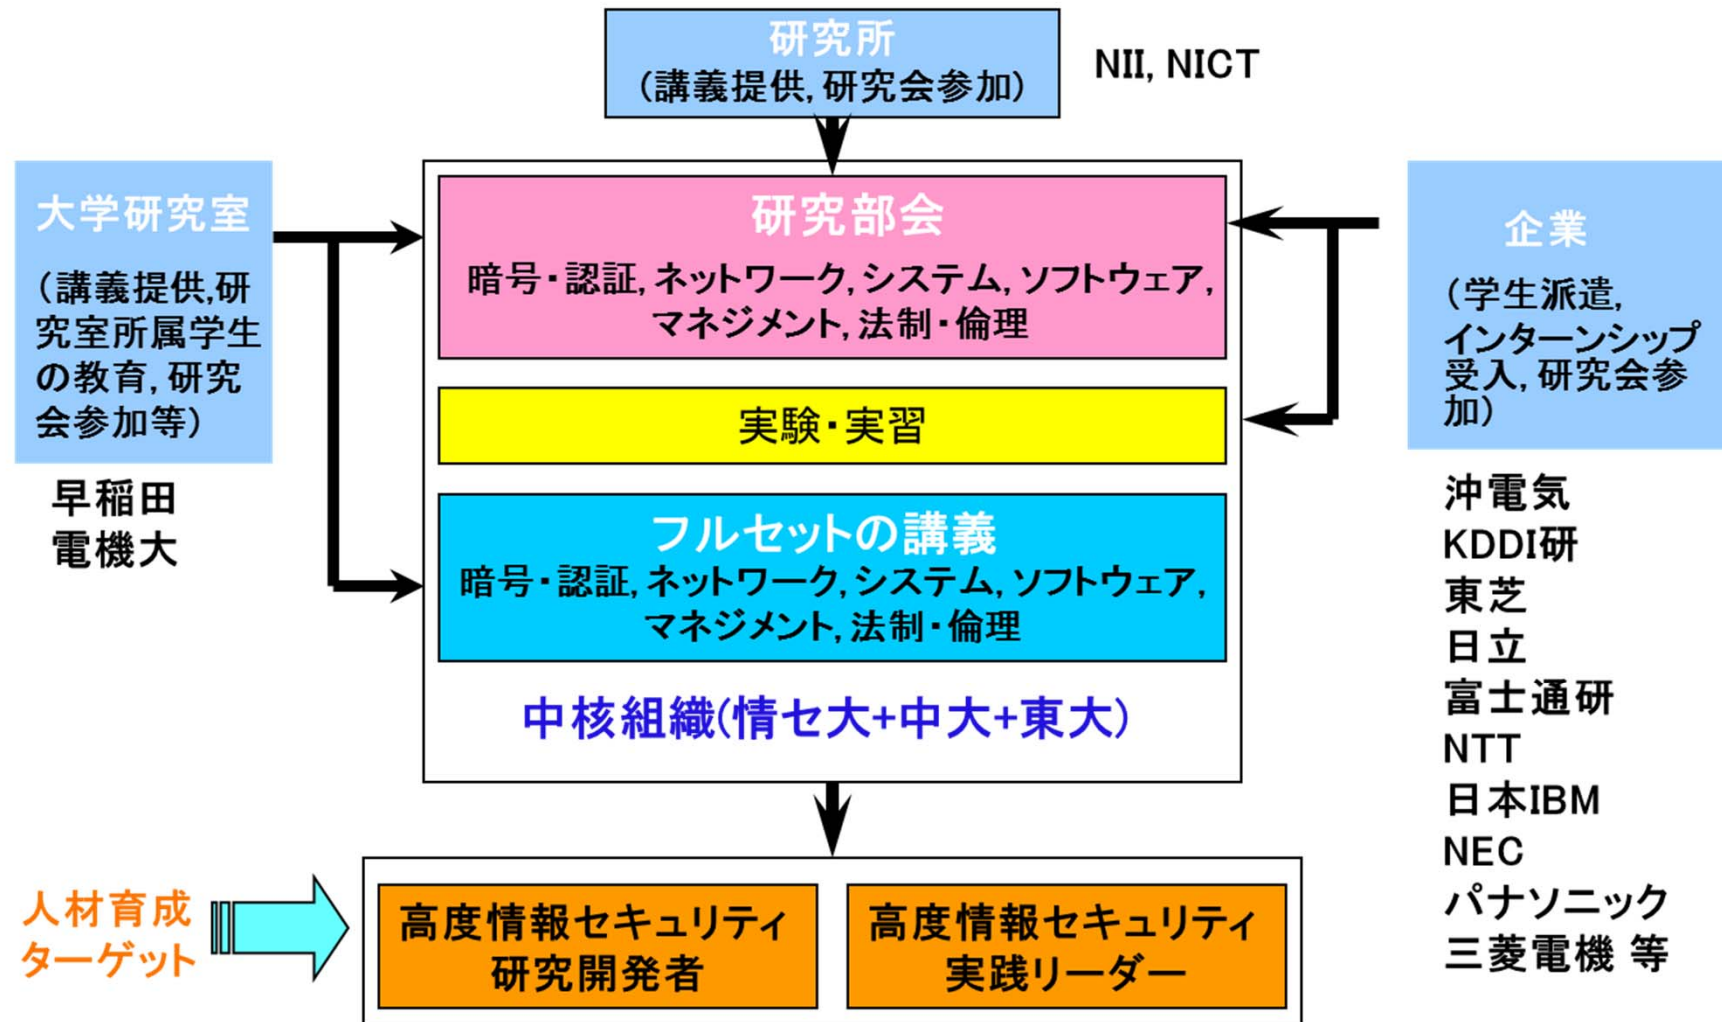 研究所
(講義提供, 研究会参加)
NII, NICT
大学研究室
(講義提供,研
究室所属学生
の教育, 研究
会参加等)
早稲田
電機大
研究部会
暗号・認証, ネットワーク, システム, ソフトウェア,
マネジメント, 法制・倫理
実験・実習
フルセットの講義
暗号・認証, ネットワーク, システム, ソフトウェア,
マネジメント, 法制・倫理
中核組織(情セ大+中大+東大)
企業
(学生派遣,
インターンシップ
受入, 研究会参
加)
沖電気
KDDI研
東芝
日立
富士通研
NTT
日本IBM
NEC
パナソニック
三菱電機 等
人材育成
ターゲット
高度情報セキュリティ
研究開発者
高度情報セキュリティ
実践リーダー